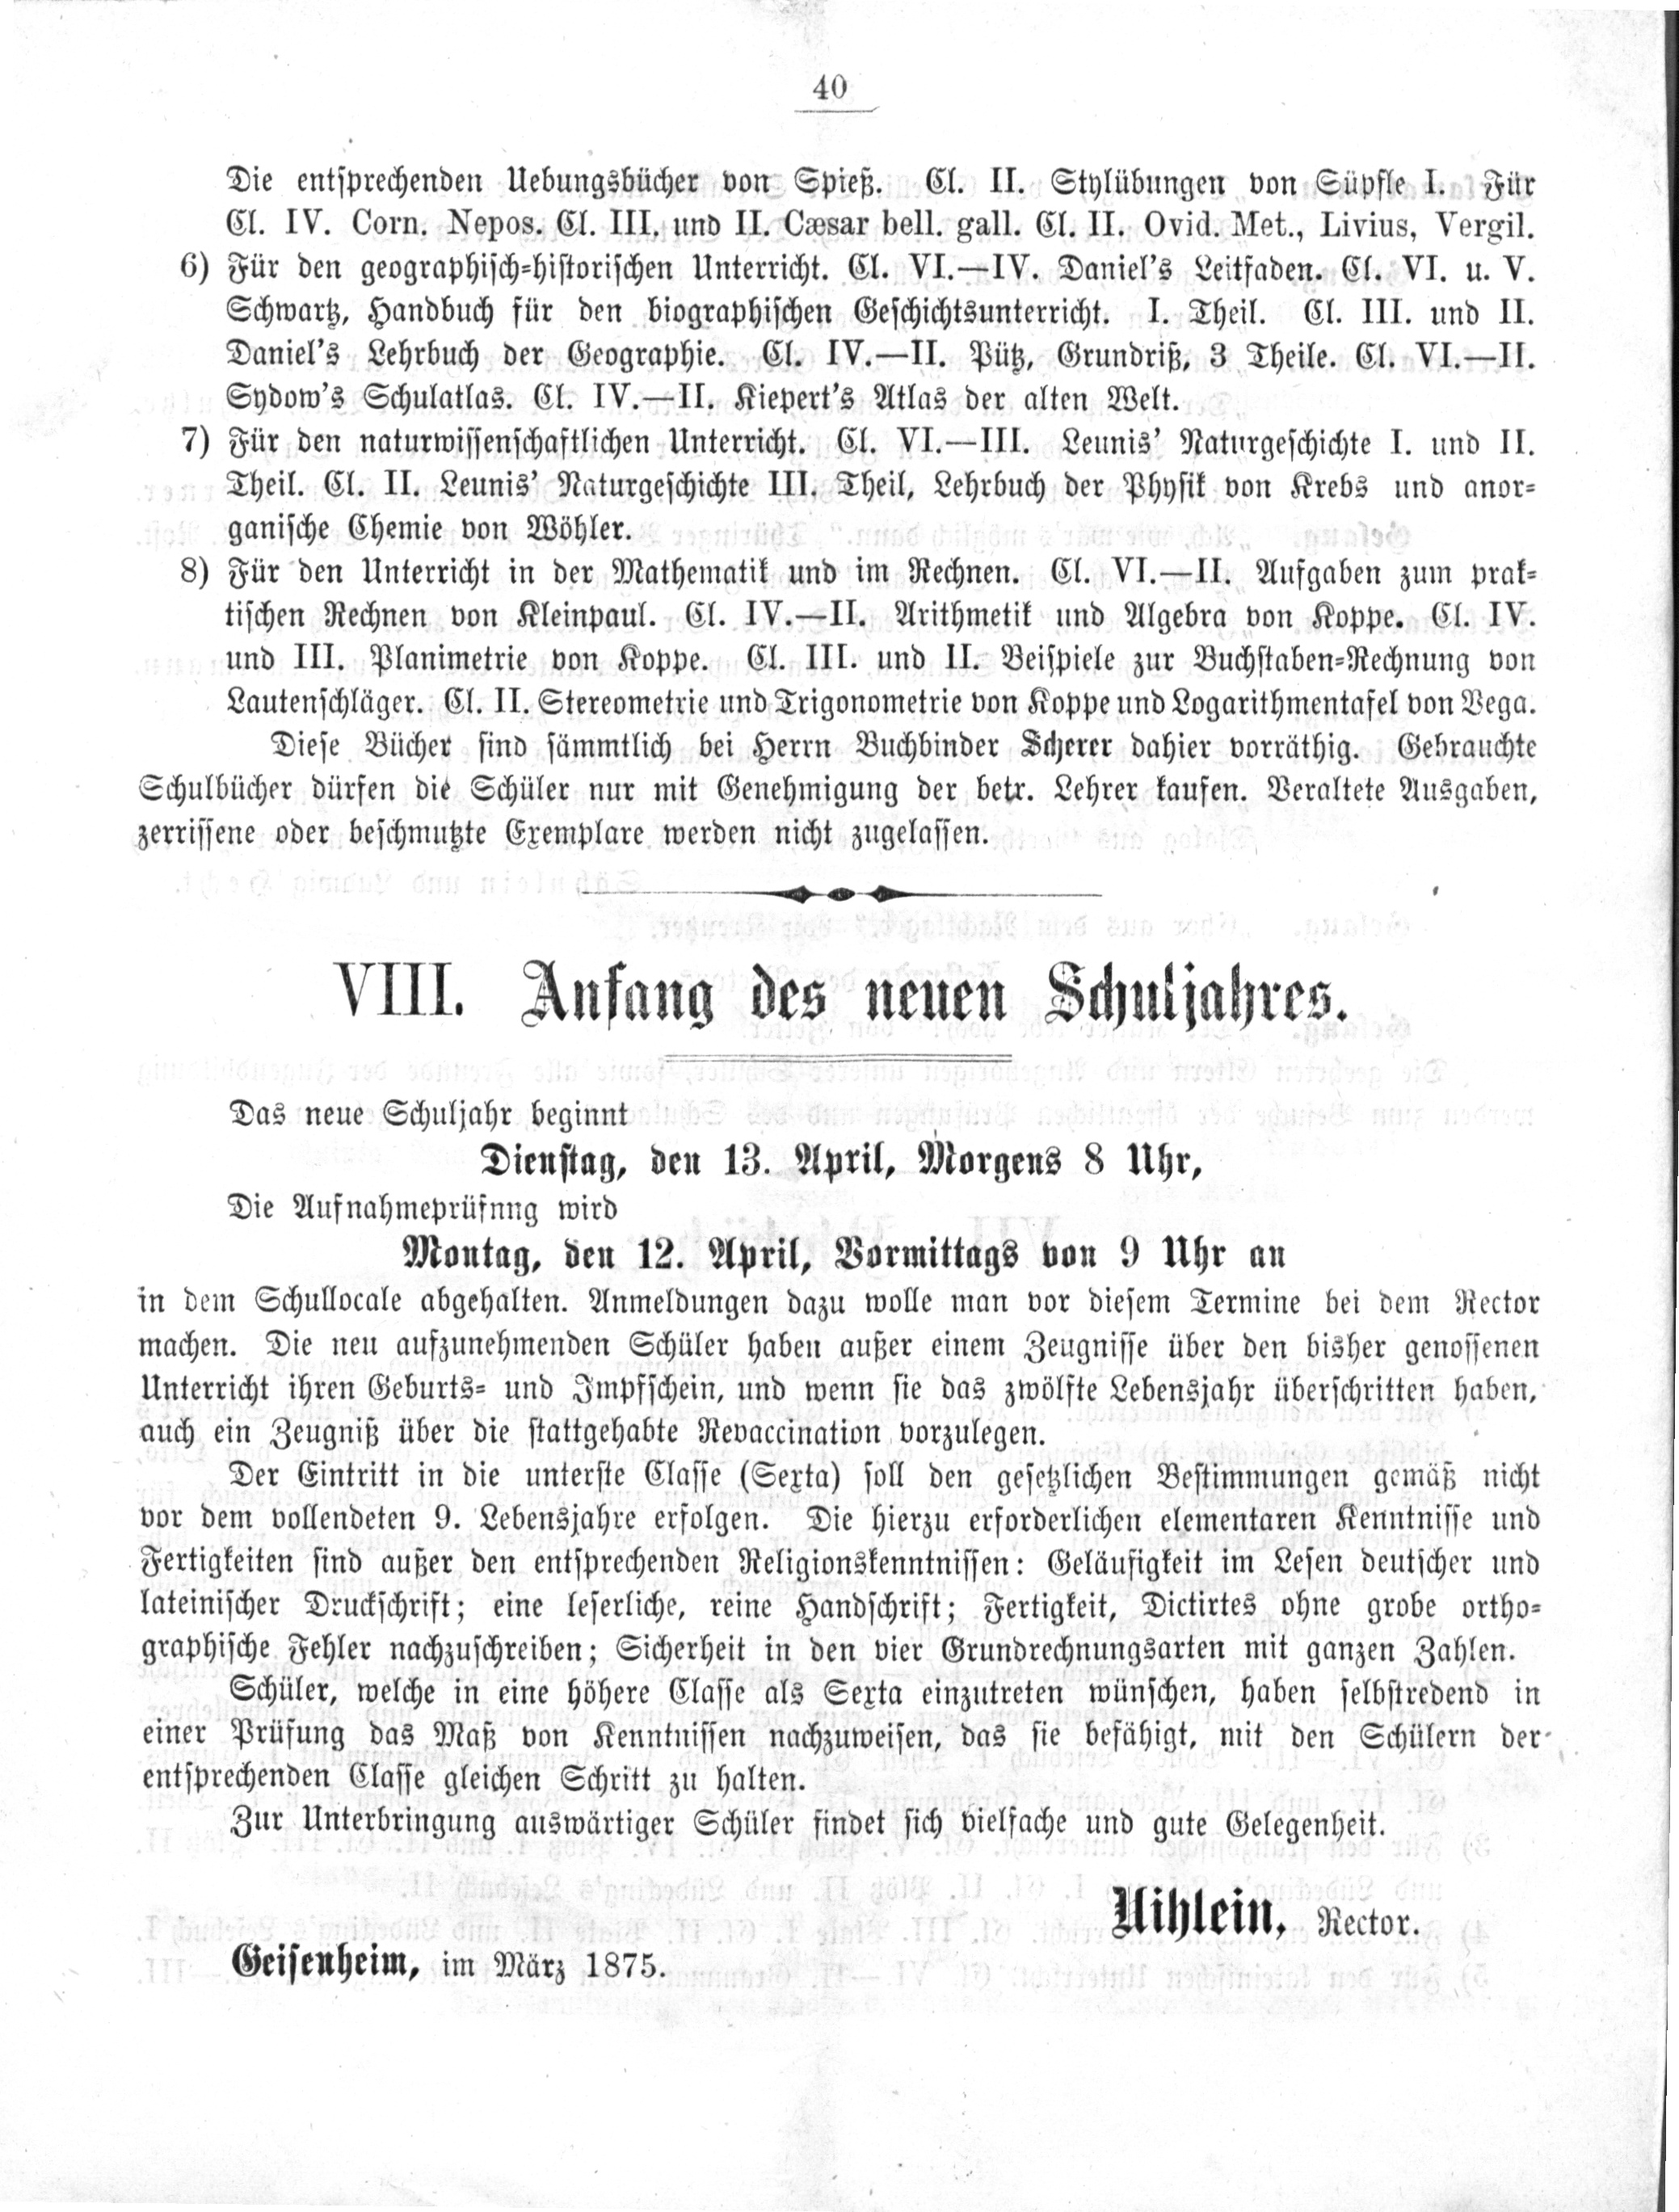 40
Die entsprechenden Uebungsbücher von Spieß. Cl. II. Stylübungen von Süpfle I. Für
Cl. IV. Corn. Nepos. Cl. III. und II. Cæsar bell. gall. Cl. II. Ovid. Met., Livius, Vergil.
6) Für den geographisch-historischen Unterricht. Cl. VI.—IV. Daniel's Leitfaden. Cl. VI. u. V.
Schwartz, Handbuch für den biographischen Geschichtsunterricht. I. Theil. Cl. III. und II.
Daniel's Lehrbuch der Geographie. Cl. IV.—II. Pütz, Grundriß, 3 Theile. Cl. VI.—II.
Sydow's Schulatlas. Cl. IV.—II. Kiepert's Atlas der alten Welt.
7) Für den naturwissenschaftlichen Unterricht. Cl. VI.—III. Leunis' Naturgeschichte I. und II.
Theil. Cl. II. Leunis' Naturgeschichte III. Theil, Lehrbuch der Physik von Krebs und anor-
ganische Chemie von Wöhler.
8) Für den Unterricht in der Mathematik und im Rechnen. Cl. VI.—II. Aufgaben zum prak-
tischen Rechnen von Kleinpaul. Cl. IV.—II. Arithmetik und Algebra von Koppe. Cl. IV.
und III. Planimetrie von Koppe. Cl. III. und II. Beispiele zur Buchstaben-Rechnung von
Lautenschläger. Cl. II. Stereometrie und Trigonometrie von Koppe und Logarithmentafel von Vega.
Diese Bücher sind sämmtlich bei Herrn Buchbinder Scherer dahier vorräthig. Gebrauchte
Schulbücher dürfen die Schüler nur mit Genehmigung der betr. Lehrer kaufen. Veraltete Ausgaben,
zerrissene oder beschmutzte Exemplare werden nicht zugelassen.
VIII. Anfang des neuen Schuljahres.
Das neue Schuljahr beginnt
Dienstag, den 13. April, Morgens 8 Uhr,
Die Aufnahmeprüfung wird
Montag, den 12. April, Vormittags von 9 Uhr an
in dem Schullocale abgehalten. Anmeldungen dazu wolle man vor diesem Termine bei dem Rector
machen. Die neu aufzunehmenden Schüler haben außer einem Zeugnisse über den bisher genossenen
Unterricht ihren Geburts- und Impfschein, und wenn sie das zwölfte Lebensjahr überschritten haben,
auch ein Zeugniß über die stattgehabte Revaccination vorzulegen.
Der Eintritt in die unterste Classe (Sexta) soll den gesetzlichen Bestimmungen gemäß nicht
vor dem vollendeten 9. Lebensjahre erfolgen. Die hierzu erforderlichen elementaren Kenntnisse und
Fertigkeiten sind außer den entsprechenden Religionskenntnissen: Geläufigkeit im Lesen deutscher und
lateinischer Druckschrift; eine leserliche, reine Handschrift; Fertigkeit, Dictirtes ohne grobe ortho-
graphische Fehler nachzuschreiben; Sicherheit in den vier Grundrechnungsarten mit ganzen Zahlen.
Schüler, welche in eine höhere Classe als Sexta einzutreten wünschen, haben selbstredend in
einer Prüfung das Maß von Kenntnissen nachzuweisen, das sie befähigt, mit den Schülern der
entsprechenden Classe gleichen Schritt zu halten.
Zur Unterbringung auswärtiger Schüler findet sich vielfache und gute Gelegenheit.
Uihlein, Rector.
Geisenheim, im März 1875.